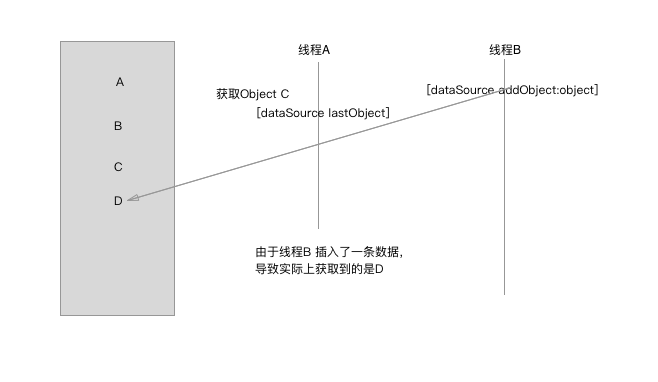 线程A
线程B
A
获取Object C
[dataSource addObject:object]
[dataSource lastObject]
B
C
D
由于线程B 插入了一条数据，
导致实际上获取到的是D